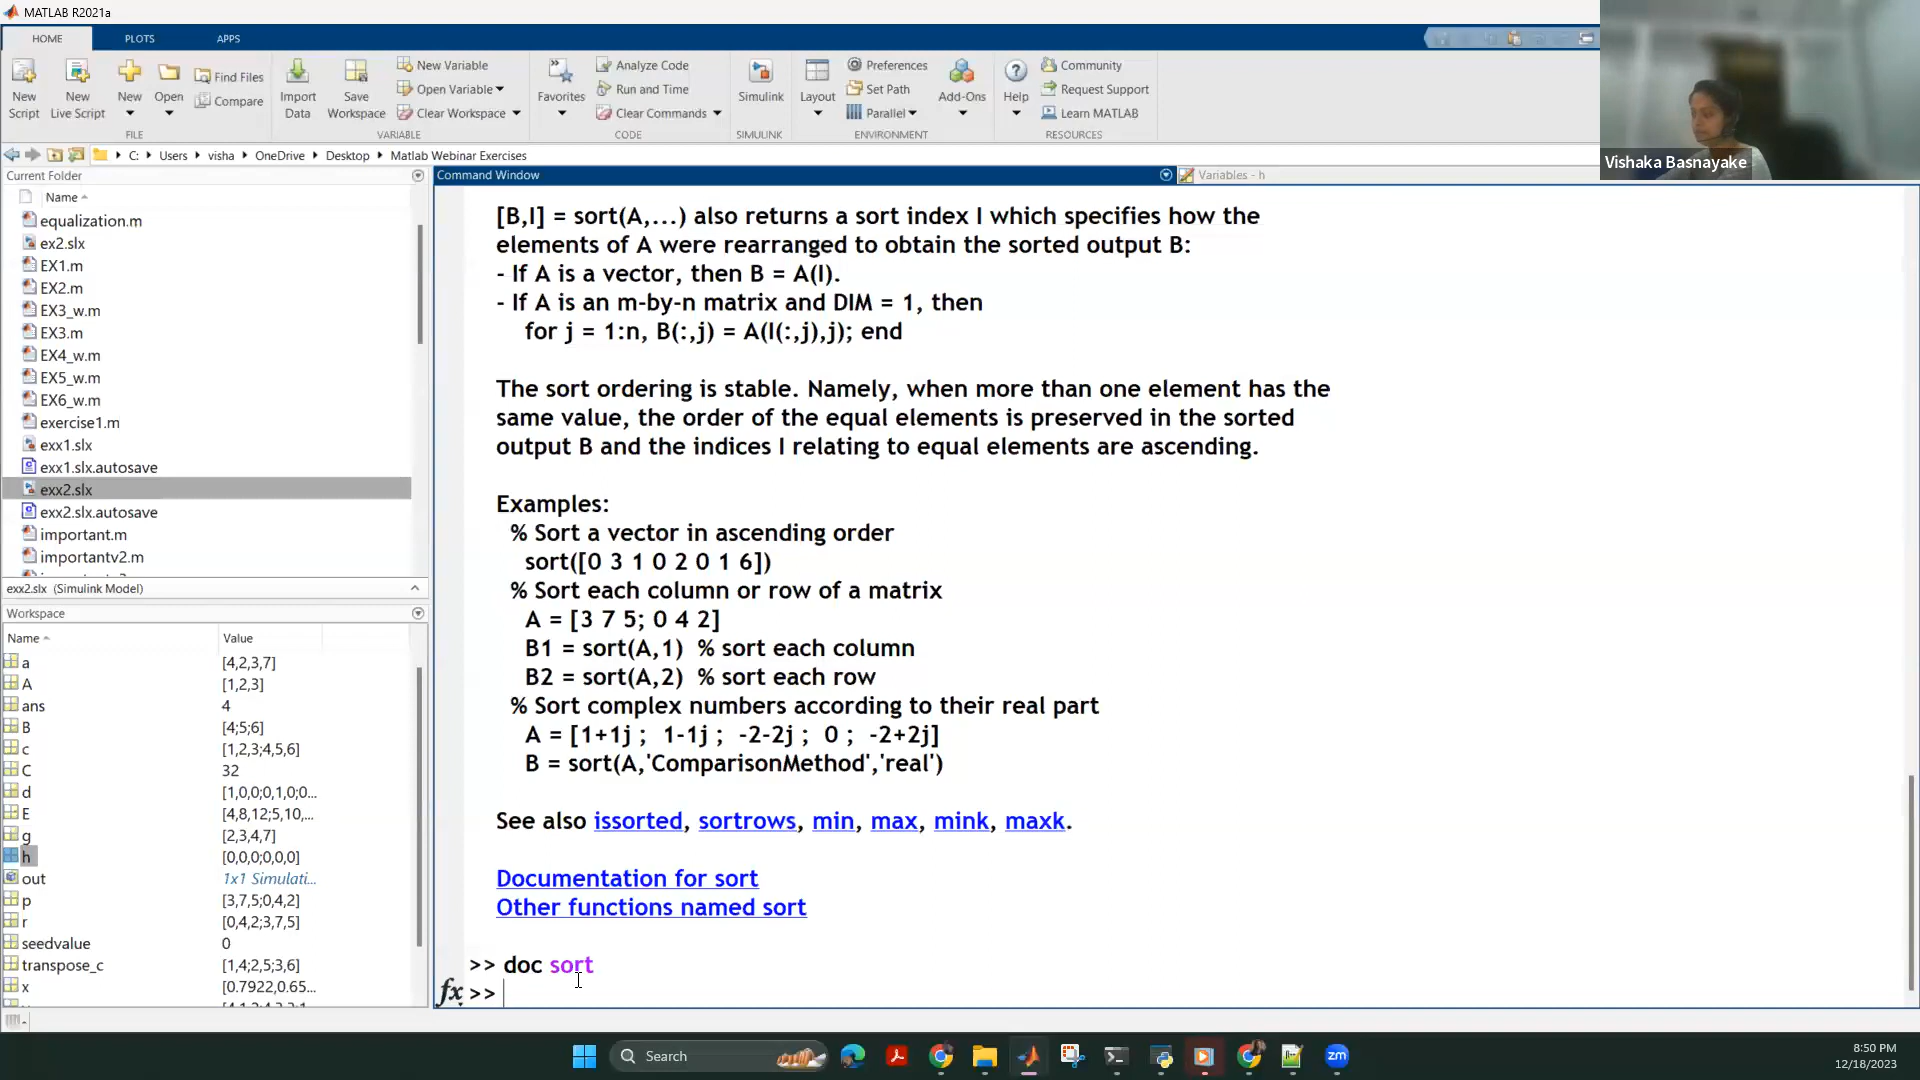 MATLAB R2021a
HOME PLOTS APPS
New Script
New Live Script
New
Open
Find Files
Compare
FILE
Import Data
Save Workspace
New Variable
Open Variable
Clear Workspace
VARIABLE
Favorites
Analyze Code
Run and Time
Clear Commands
CODE
Simulink
SIMULINK
Layout
Preferences
Set Path
Parallel
Add-Ons
ENVIRONMENT
Help
Community
Request Support
Learn MATLAB
RESOURCES
Vishaka Basnayake
C: Users visha OneDrive Desktop Matlab Webinar Exercises
Current Folder
Name
equalization.m
ex2.slx
EX1.m
EX2.m
EX3_w.m
EX3.m
EX4_w.m
EX5_w.m
EX6_w.m
exercise1.m
exx1.slx
exx1.slx.autosave
exx2.slx
exx2.slx.autosave
important.m
importantv2.m
exx2.slx (Simulink Model)
Workspace
Name Value
a [4,2,3,7]
A [1,2,3]
ans 4
B [4;5;6]
c [1,2,3;4,5,6]
C 32
d [1,0,0;0,1,0;0...
E [4,8,12;5,10,...
g [2,3,4,7]
h [0,0,0;0,0,0]
out 1x1 Simulati...
p [3,7,5;0,4,2]
r [0,4,2;3,7,5]
seedvalue 0
transpose_c [1,4;2,5;3,6]
x [0.7922,0.65...
Command Window
Variables - h
[B,I] = sort(A,...) also returns a sort index I which specifies how the
elements of A were rearranged to obtain the sorted output B:
- If A is a vector, then B = A(I).
- If A is an m-by-n matrix and DIM = 1, then
for j = 1:n, B(:,j) = A(I(:,j),j); end
The sort ordering is stable. Namely, when more than one element has the
same value, the order of the equal elements is preserved in the sorted
output B and the indices I relating to equal elements are ascending.
Examples:
% Sort a vector in ascending order
sort([0 3 1 0 2 0 1 6])
% Sort each column or row of a matrix
A = [3 7 5; 0 4 2]
B1 = sort(A,1) % sort each column
B2 = sort(A,2) % sort each row
% Sort complex numbers according to their real part
A = [1+1j ; 1-1j ; -2-2j ; 0 ; -2+2j]
B = sort(A,'ComparisonMethod','real')
See also issorted, sortrows, min, max, mink, maxk.
Documentation for sort
Other functions named sort
>> doc sort
fx >>
Search
8:50 PM
12/18/2023